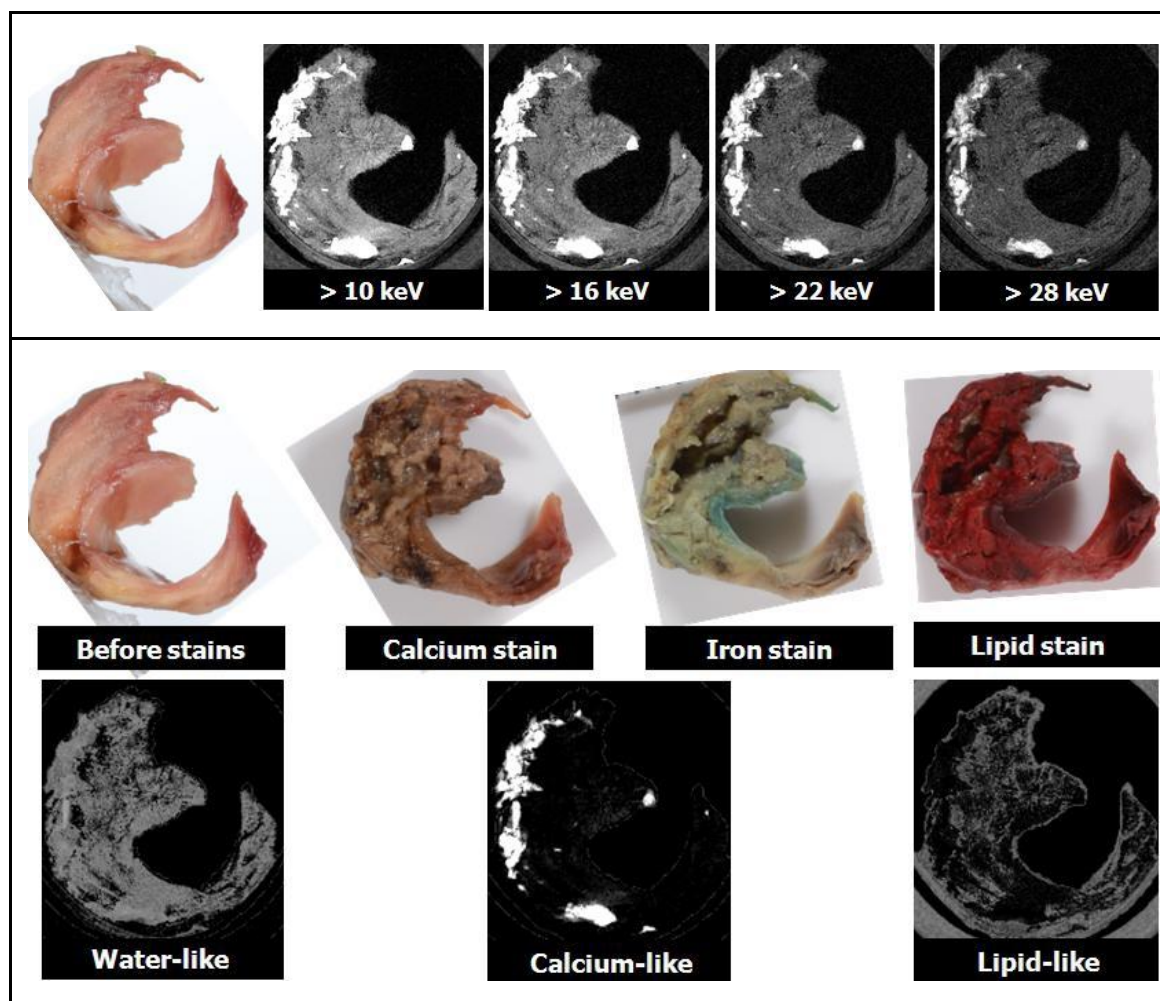 > 10 keV
> 16 keV
> 22 keV
> 28 keV
Before stains
Calcium stain
Iron stain
Lipid stain
Water-like
Calcium-like
Lipid-like